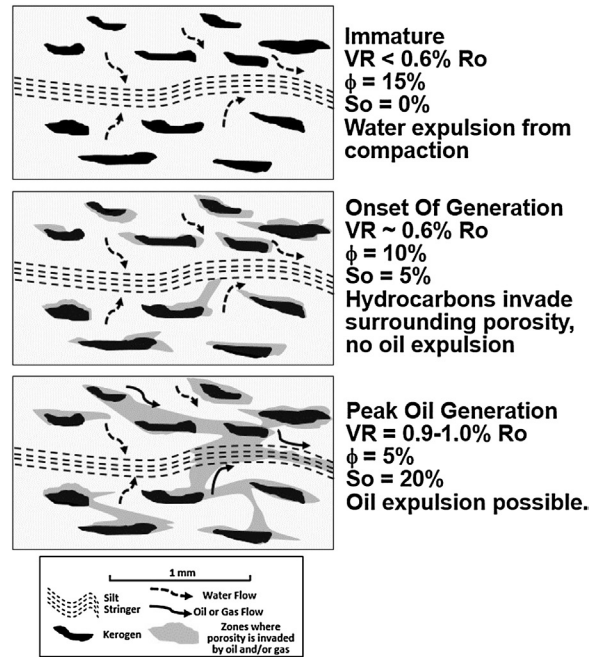 Immature
VR < 0.6% Ro
ϕ = 15%
So = 0%
Water expulsion from
compaction
Onset Of Generation
VR ~ 0.6% Ro
ϕ = 10%
So = 5%
Hydrocarbons invade
surrounding porosity,
no oil expulsion
Peak Oil Generation
VR = 0.9-1.0% Ro
ϕ = 5%
So = 20%
Oil expulsion possible.
1 mm
Silt
Stringer
Water Flow
Oil or Gas Flow
Kerogen
Zones where
porosity is invaded
by oil and/or gas